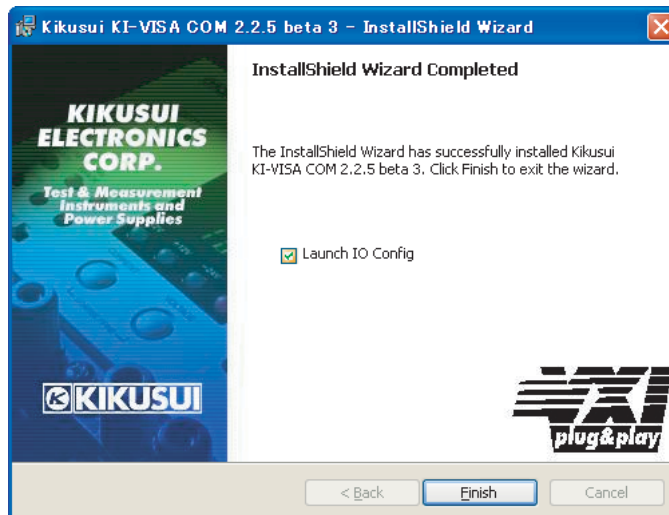 Kikusui KI-VISA COM 2.2.5 beta 3 - InstallShield Wizard
InstallShield Wizard Completed
KIKUSUI
ELECTRONICS
CORP.
Test & Measurement
Instruments and
Power Supplies
The InstallShield Wizard has successfully installed Kikusui
KI-VISA COM 2.2.5 beta 3. Click Finish to exit the wizard.
Launch IO Config
KIKUSUI
VXI
plug&play
< Back
Finish
Cancel